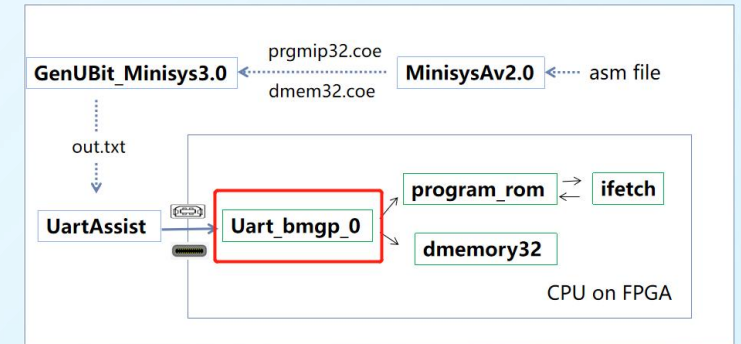 prgmip32.coe
GenUBit_Minisys3.0
MinisysAv2.0
asm file
dmem32.coe
out.txt
program_rom
ifetch
UartAssist
Uart_bmgp_0
dmemory32
CPU on FPGA